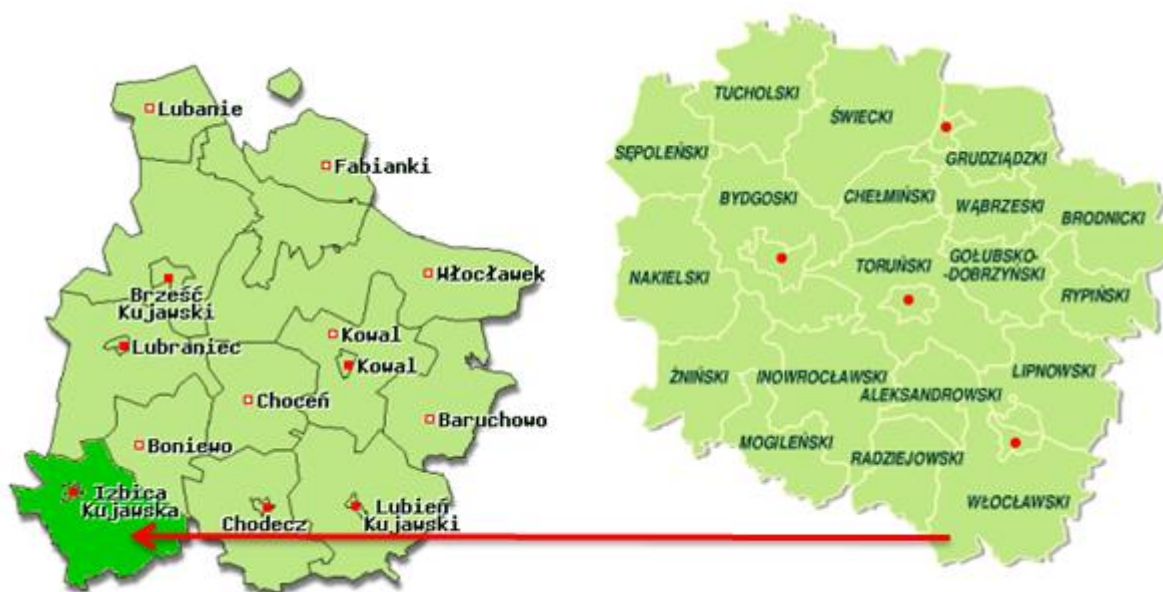 Lubanie
Fabianki
Włocławek
Brześć
Kujawski
Kowal
Lubraniec
Kowal
Choceń
Baruchowo
Boniewo
Izbica
Kujawska
Chodecz
Lubień
Kujawski
TUCHOLSKI
ŚWIECKI
SĘPOLEŃSKI
GRUDZIĄDZKI
BYDGOSKI
CHEŁMIŃSKI
WĄBRZESKI
BRODNICKI
NAKIELSKI
TORUŃSKI
GOŁUBSKO-
-DOBRZYŃSKI
RYPIŃSKI
ŻNIŃSKI
INOWROCŁAWSKI
ALEKSANDROWSKI
LIPNOWSKI
MOGILEŃSKI
RADZIEJOWSKI
WŁOCŁAWSKI